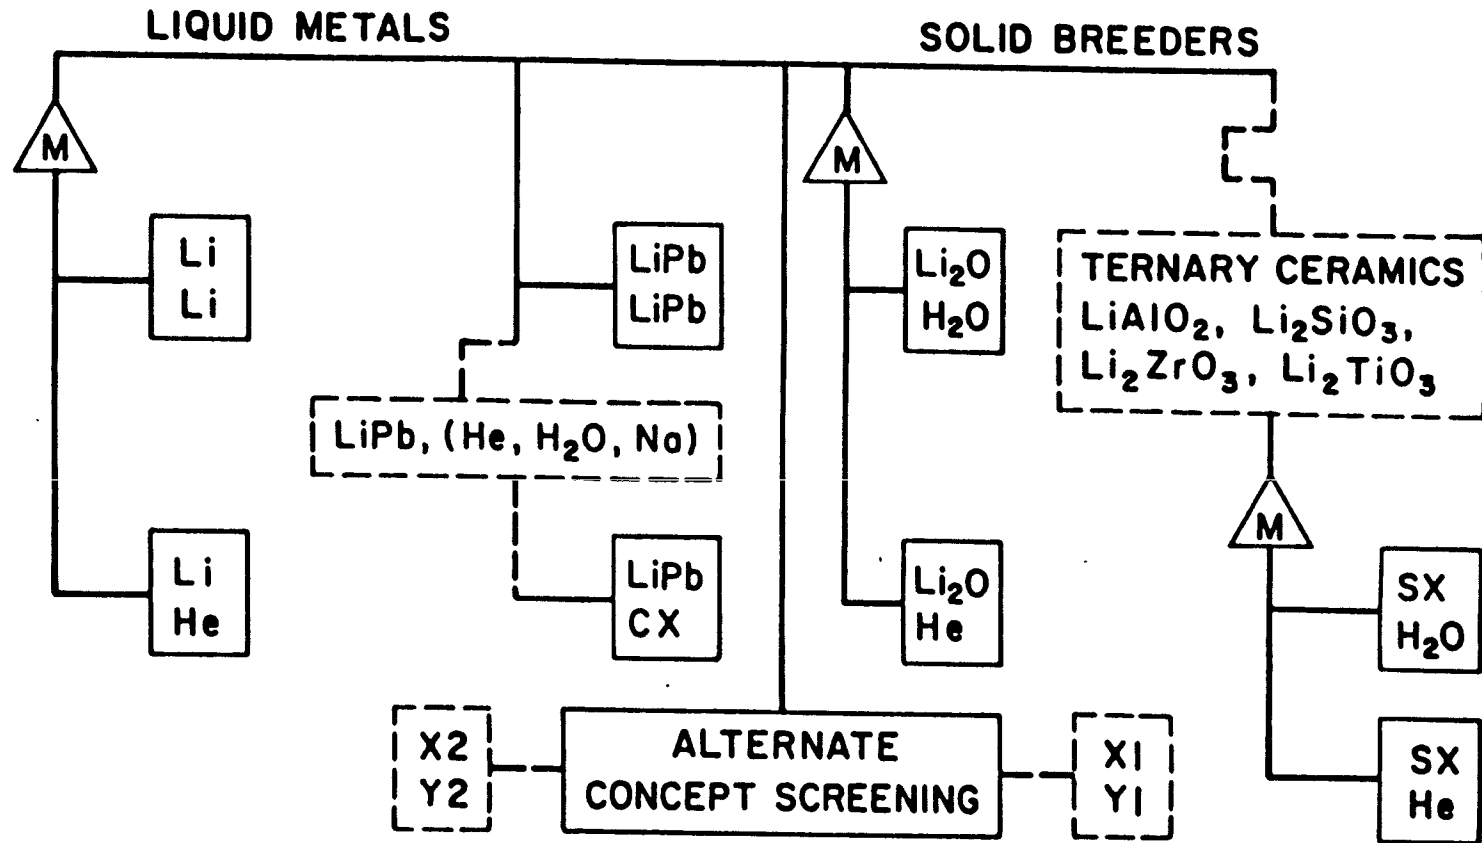 LIQUID METALS
SOLID BREEDERS
M
M
Li
Li
LiPb
LiPb
Li₂O
H₂O
TERNARY CERAMICS
LiAlO₂, Li₂SiO₃,
Li₂ZrO₃, Li₂TiO₃
LiPb, (He, H₂O, Na)
M
Li
He
LiPb
CX
Li₂O
He
SX
H₂O
X2
Y2
ALTERNATE
CONCEPT SCREENING
X1
Y1
SX
He